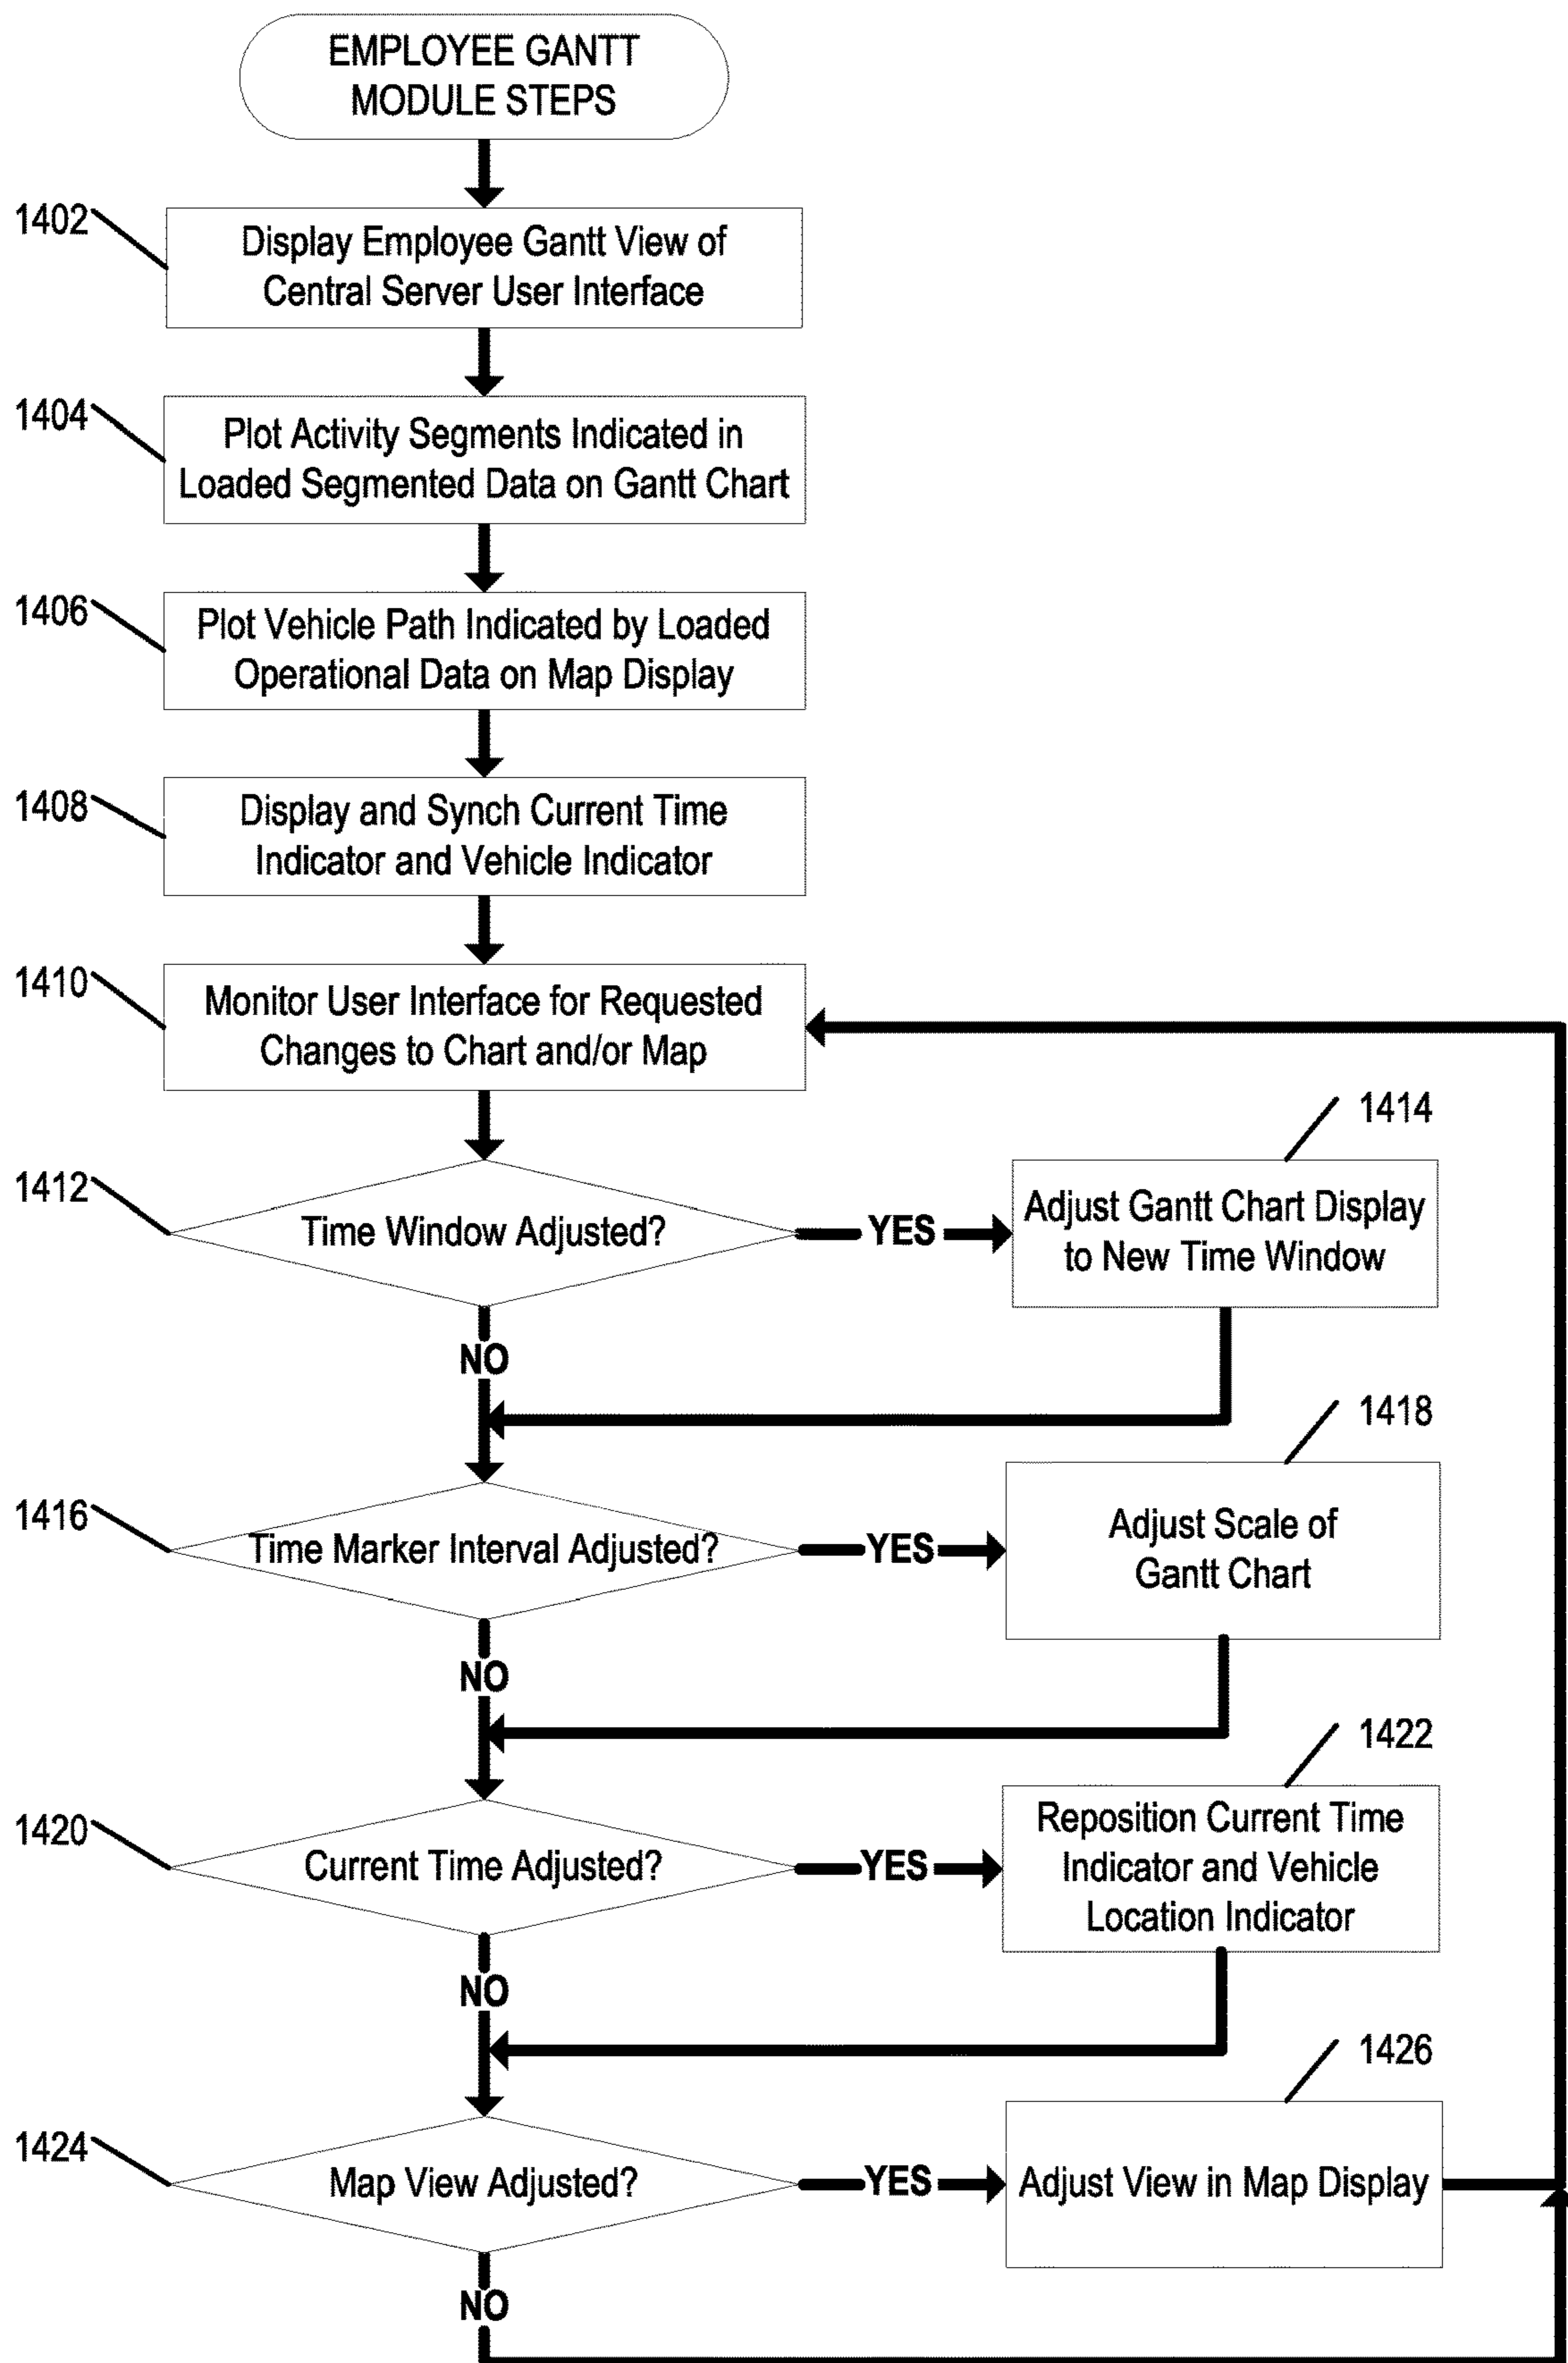 EMPLOYEE GANTT
MODULE STEPS
1402
Display Employee Gantt View of
Central Server User Interface
1404
Plot Activity Segments Indicated in
Loaded Segmented Data on Gantt Chart
1406
Plot Vehicle Path Indicated by Loaded
Operational Data on Map Display
1408
Display and Synch Current Time
Indicator and Vehicle Indicator
1410
Monitor User Interface for Requested
Changes to Chart and/or Map
1412
Time Window Adjusted?
YES
1414
Adjust Gantt Chart Display
to New Time Window
NO
1416
Time Marker Interval Adjusted?
YES
1418
Adjust Scale of
Gantt Chart
NO
1420
Current Time Adjusted?
YES
1422
Reposition Current Time
Indicator and Vehicle
Location Indicator
NO
1424
Map View Adjusted?
YES
1426
Adjust View in Map Display
NO